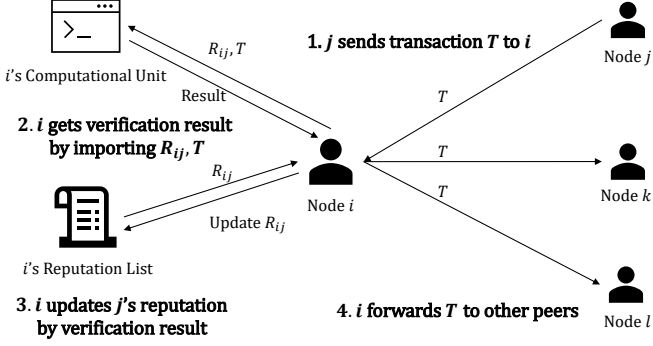 >_
i's Computational Unit
R_{ij}, T
Result
1. j sends transaction T to i
Node j
2. i gets verification result
by importing R_{ij}, T
T
T
T
Node i
Node k
R_{ij}
Update R_{ij}
i's Reputation List
3. i updates j's reputation
by verification result
4. i forwards T to other peers
Node l